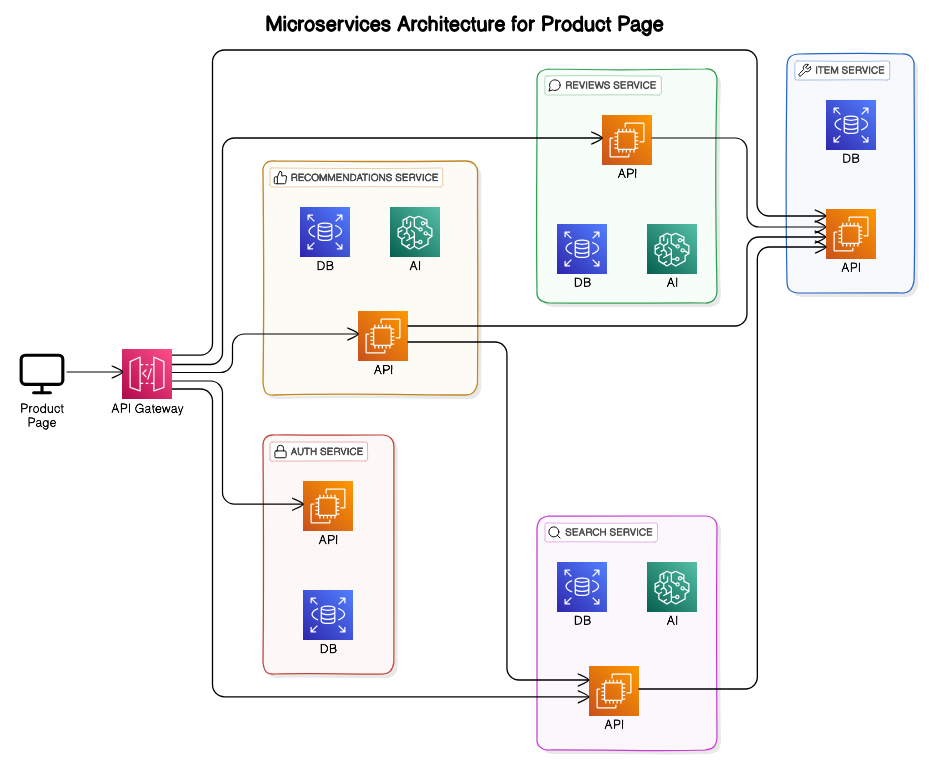 Microservices Architecture for Product Page
ITEM SERVICE
DB
API
REVIEWS SERVICE
API
DB
AI
RECOMMENDATIONS SERVICE
DB
AI
API
Product
Page
API Gateway
AUTH SERVICE
API
DB
SEARCH SERVICE
DB
AI
API